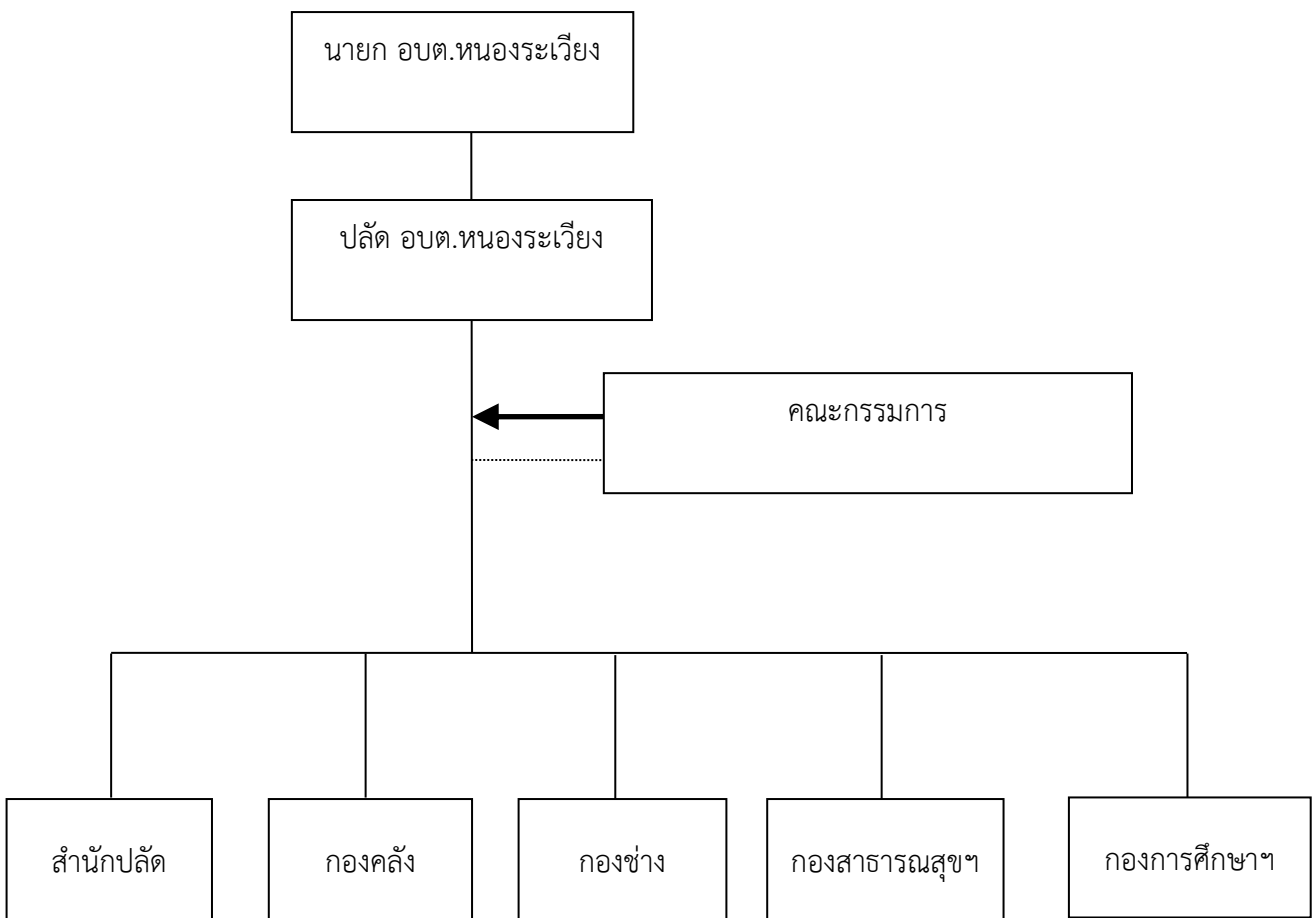 นายก อบต.หนองระเวียง
ปลัด อบต.หนองระเวียง
คณะกรรมการ
สำนักปลัด
กองคลัง
กองช่าง
กองสาธารณสุขฯ
กองการศึกษาฯ